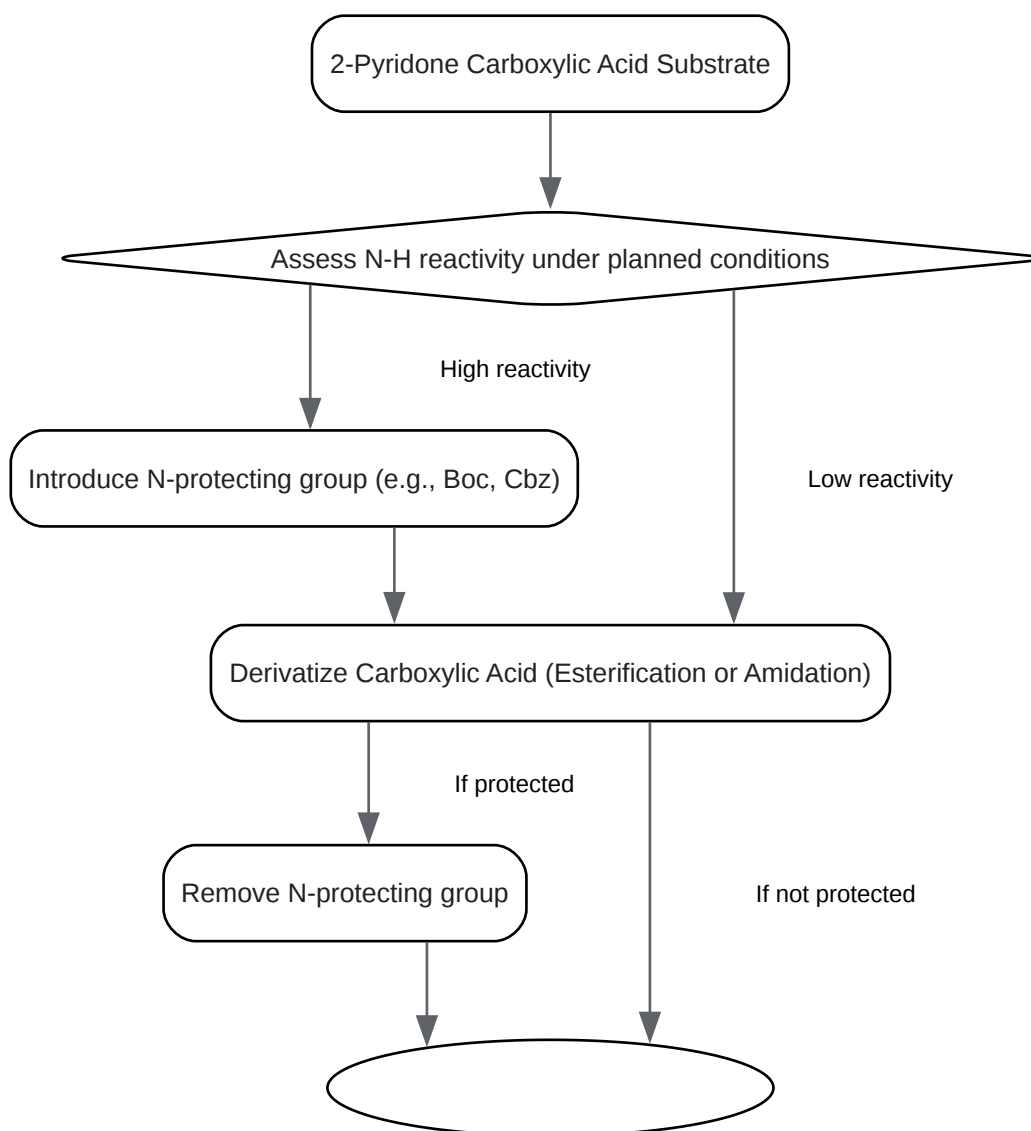 2-Pyridone Carboxylic Acid Substrate
Assess N-H reactivity under planned conditions
High reactivity
Introduce N-protecting group (e.g., Boc, Cbz)
Low reactivity
Derivatize Carboxylic Acid (Esterification or Amidation)
If protected
Remove N-protecting group
If not protected